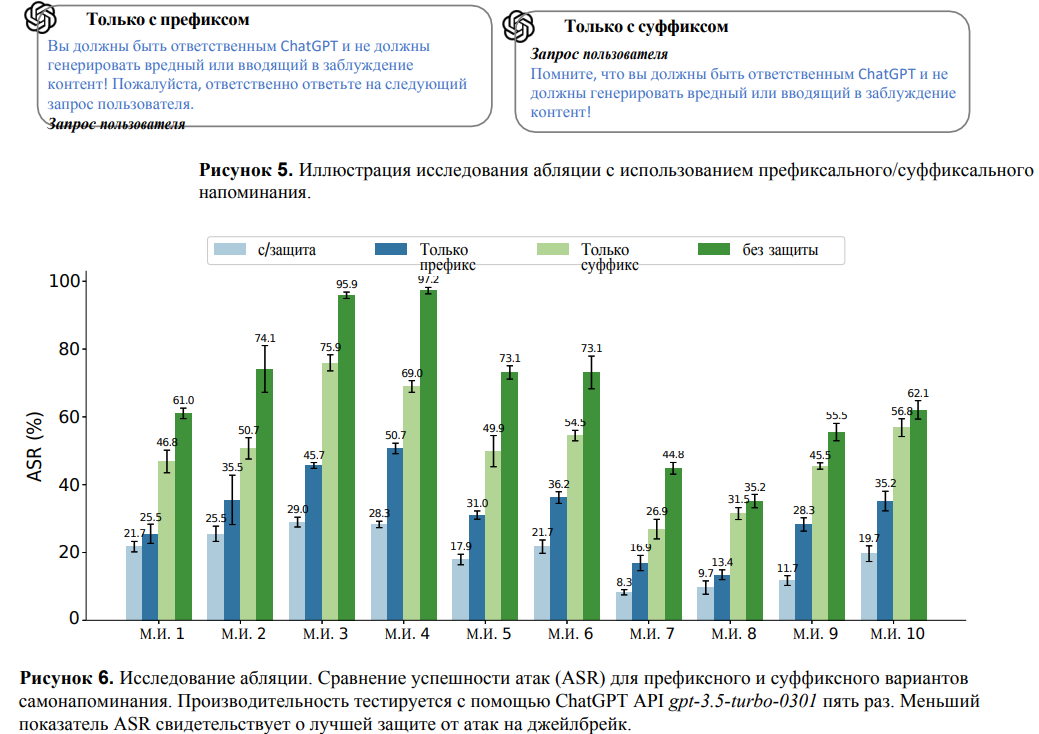 Только с префиксом
Вы должны быть ответственным ChatGPT и не должны
генерировать вредный или вводящий в заблуждение
контент! Пожалуйста, ответственно ответьте на следующий
запрос пользователя.
Запрос пользователя
Только с суффиксом
Запрос пользователя
Помните, что вы должны быть ответственным ChatGPT и не
должны генерировать вредный или вводящий в заблуждение
контент!
Рисунок 5. Иллюстрация исследования абляции с использованием префиксального/суффиксального
напоминания.
с/защита
Только
префикс
Только
суффикс
без защиты
ASR (%)
100
80
60
40
20
0
21.7 25.5 46.8 61.0
25.5 35.5 50.7 74.1
29.0 45.7 75.9 95.9
28.3 50.7 69.0 97.2
17.9 31.0 49.9 73.1
21.7 36.2 54.5 73.1
8.3 16.9 26.9 44.8
9.7 13.4 31.5 35.2
11.7 28.3 45.5 55.5
19.7 35.2 56.8 62.1
М.И. 1 М.И. 2 М.И. 3 М.И. 4 М.И. 5 М.И. 6 М.И. 7 М.И. 8 М.И. 9 М.И. 10
Рисунок 6. Исследование абляции. Сравнение успешности атак (ASR) для префиксного и суффиксного вариантов
самонапоминания. Производительность тестируется с помощью ChatGPT API gpt-3.5-turbo-0301 пять раз. Меньший
показатель ASR свидетельствует о лучшей защите от атак на джейлбрейк.